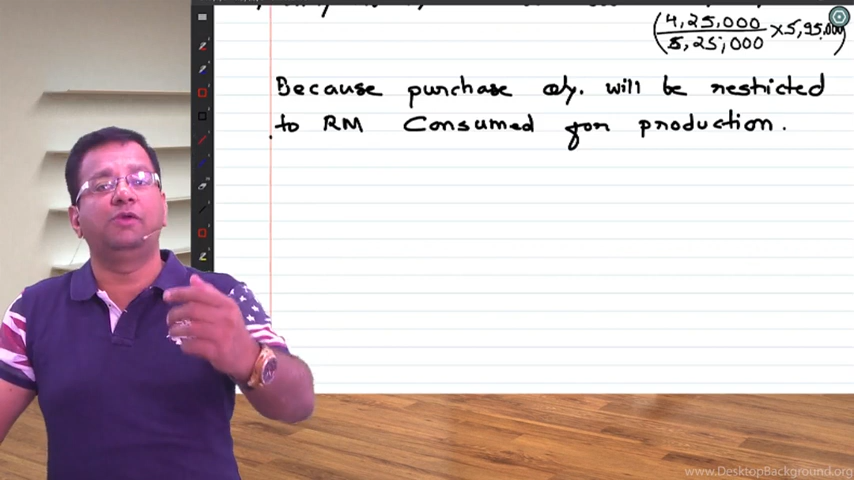 (4,25,000 / 5,25,000 × 5,95,000)
Because purchase qty. will be restricted
to RM Consumed for production.
www.DesktopBackground.org